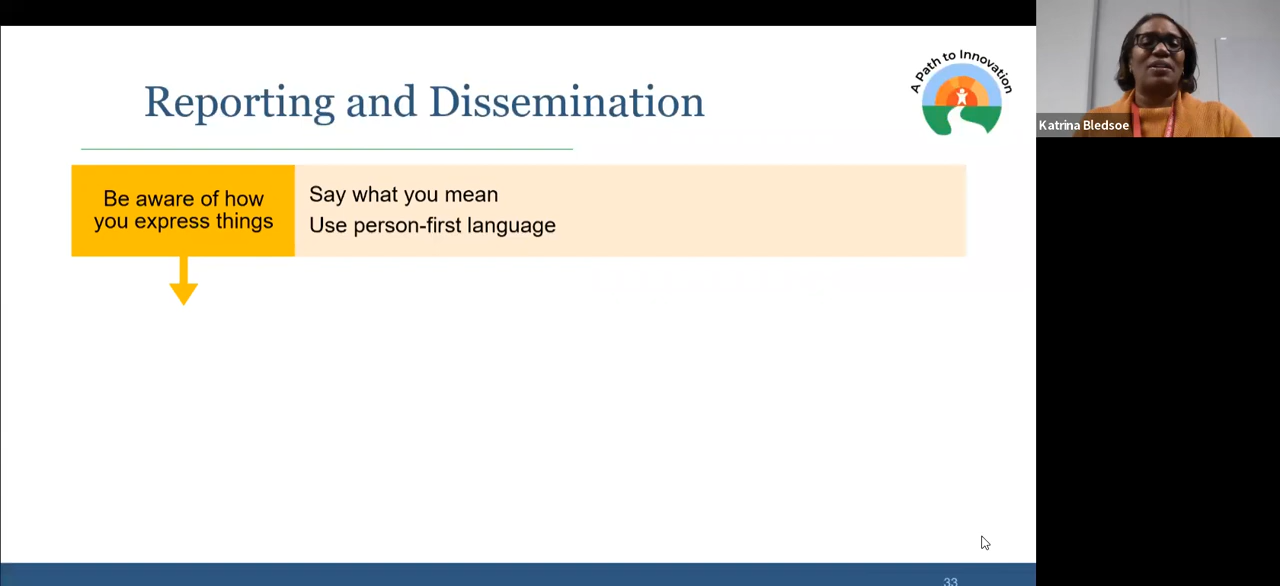 Reporting and Dissemination
A Path to Innovation
Katrina Bledsoe
Be aware of how
you express things
Say what you mean
Use person-first language
33